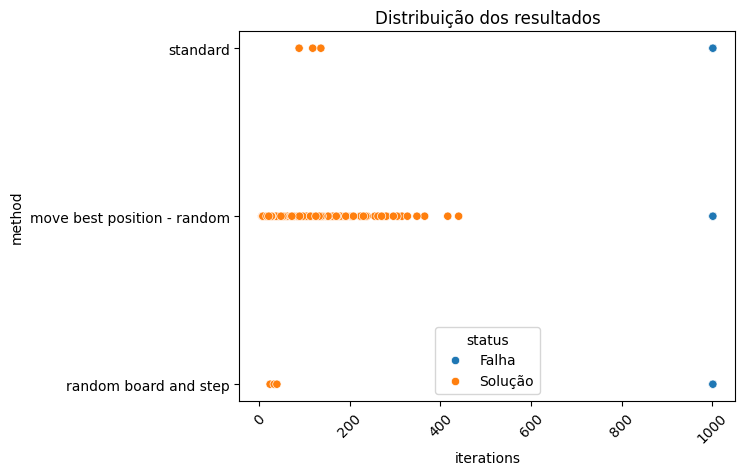 Distribuição dos resultados
method
standard
move best position - random
random board and step
status
Falha
Solução
0
200
400
600
800
1000
iterations